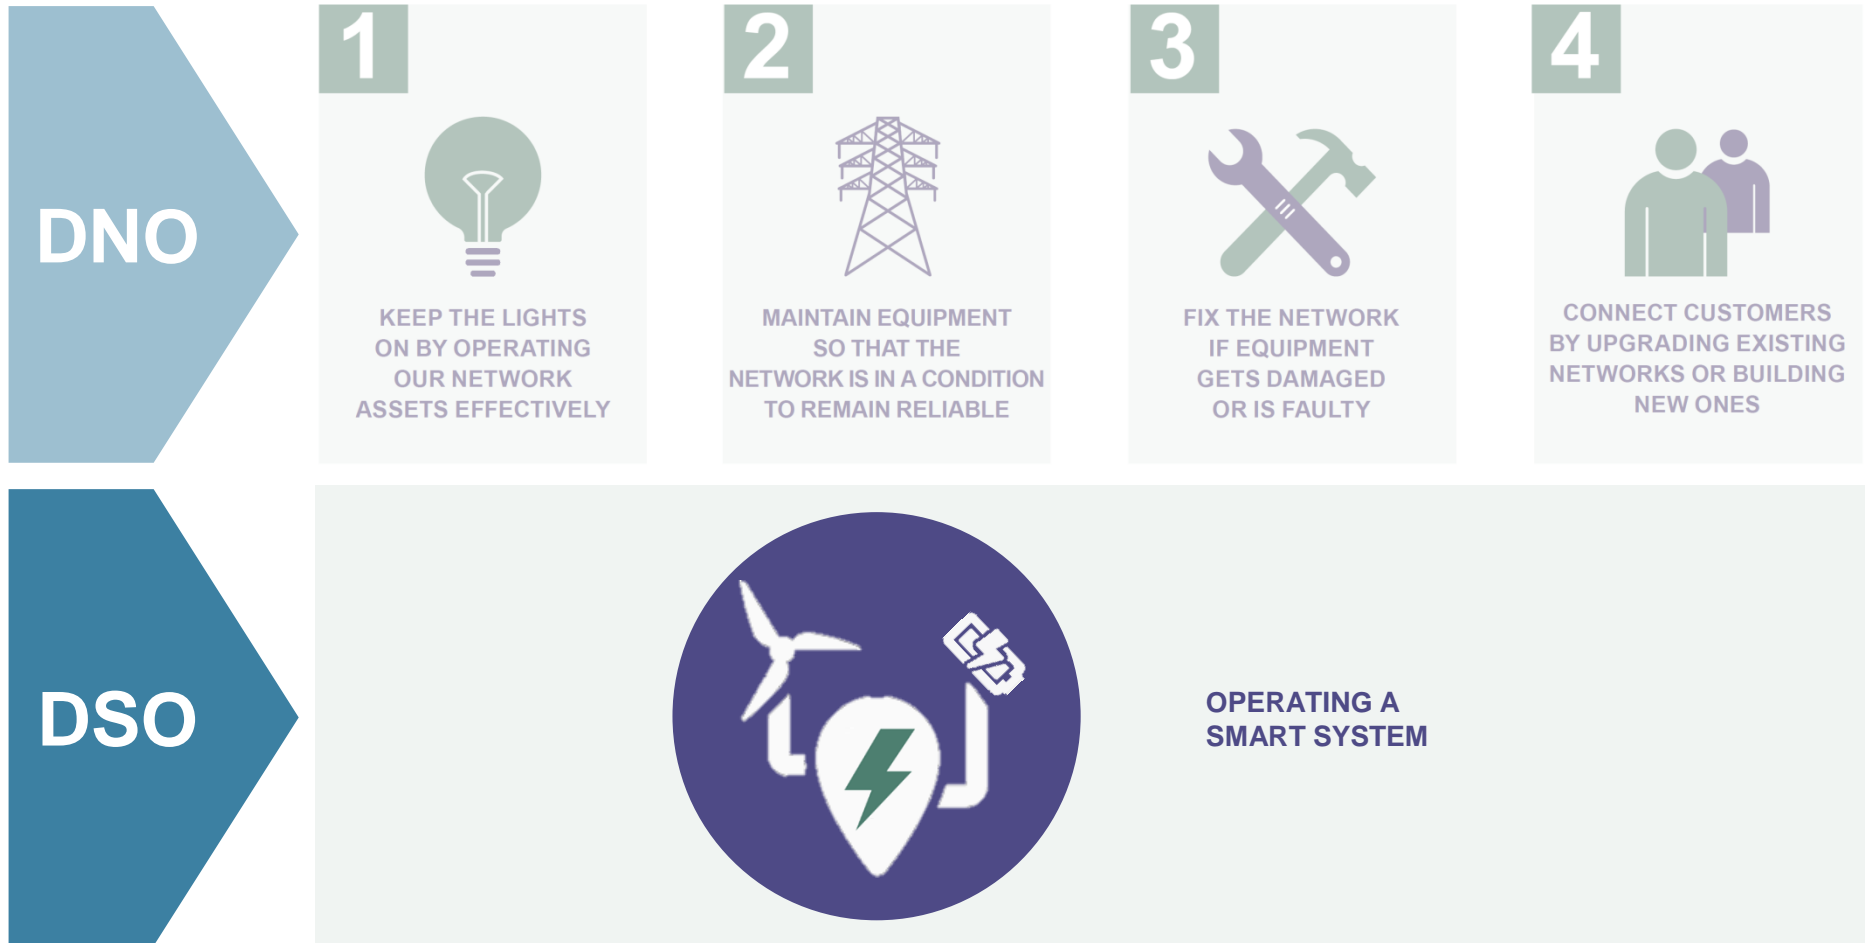 DNO
1
KEEP THE LIGHTS
ON BY OPERATING
OUR NETWORK
ASSETS EFFECTIVELY
2
MAINTAIN EQUIPMENT
SO THAT THE
NETWORK IS IN A CONDITION
TO REMAIN RELIABLE
3
FIX THE NETWORK
IF EQUIPMENT
GETS DAMAGED
OR IS FAULTY
4
CONNECT CUSTOMERS
BY UPGRADING EXISTING
NETWORKS OR BUILDING
NEW ONES
DSO
OPERATING A
SMART SYSTEM